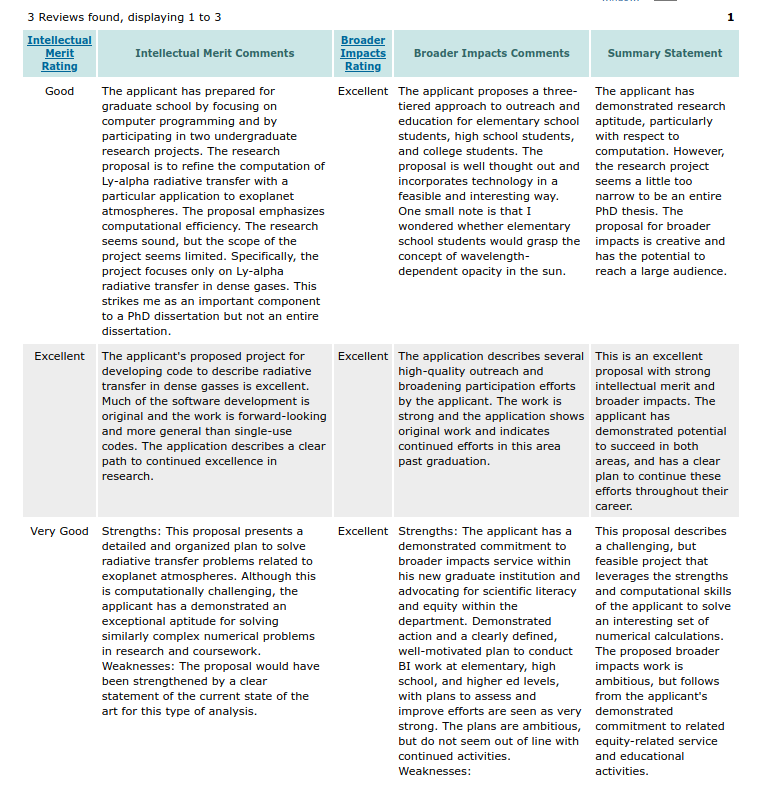 3 Reviews found, displaying 1 to 3
1
Intellectual
Merit
Rating
Intellectual Merit Comments
Broader
Impacts
Rating
Broader Impacts Comments
Summary Statement
Good
The applicant has prepared for
graduate school by focusing on
computer programming and by
participating in two undergraduate
research projects. The research
proposal is to refine the computation of
Ly-alpha radiative transfer with a
particular application to exoplanet
atmospheres. The proposal emphasizes
computational efficiency. The research
seems sound, but the scope of the
project seems limited. Specifically, the
project focuses only on Ly-alpha
radiative transfer in dense gases. This
strikes me as an important component
to a PhD dissertation but not an entire
dissertation.
Excellent
The applicant proposes a three-
tiered approach to outreach and
education for elementary school
students, high school students,
and college students. The
proposal is well thought out and
incorporates technology in a
feasible and interesting way.
One small note is that I
wondered whether elementary
school students would grasp the
concept of wavelength-
dependent opacity in the sun.
The applicant has
demonstrated research
aptitude, particularly
with respect to
computation. However,
the research project
seems a little too
narrow to be an entire
PhD thesis. The
proposal for broader
impacts is creative and
has the potential to
reach a large audience.
Excellent
The applicant's proposed project for
developing code to describe radiative
transfer in dense gasses is excellent.
Much of the software development is
original and the work is forward-looking
and more general than single-use
codes. The application describes a clear
path to continued excellence in
research.
Excellent
The application describes several
high-quality outreach and
broadening participation efforts
by the applicant. The work is
strong and the application shows
original work and indicates
continued efforts in this area
past graduation.
This is an excellent
proposal with strong
intellectual merit and
broader impacts. The
applicant has
demonstrated potential
to succeed in both
areas, and has a clear
plan to continue these
efforts throughout their
career.
Very Good
Strengths: This proposal presents a
detailed and organized plan to solve
radiative transfer problems related to
exoplanet atmospheres. Although this
is computationally challenging, the
applicant has a demonstrated an
exceptional aptitude for solving
similarly complex numerical problems
in research and coursework.
Weaknesses: The proposal would have
been strengthened by a clear
statement of the current state of the
art for this type of analysis.
Excellent
Strengths: The applicant has a
demonstrated commitment to
broader impacts service within
his new graduate institution and
advocating for scientific literacy
and equity within the
department. Demonstrated
action and a clearly defined,
well-motivated plan to conduct
BI work at elementary, high
school, and higher ed levels,
with plans to assess and
improve efforts are seen as very
strong. The plans are ambitious,
but do not seem out of line with
continued activities.
Weaknesses:
This proposal describes
a challenging, but
feasible project that
leverages the strengths
and computational skills
of the applicant to solve
an interesting set of
numerical calculations.
The proposed broader
impacts work is
ambitious, but follows
from the applicant's
demonstrated
commitment to related
equity-related service
and educational
activities.